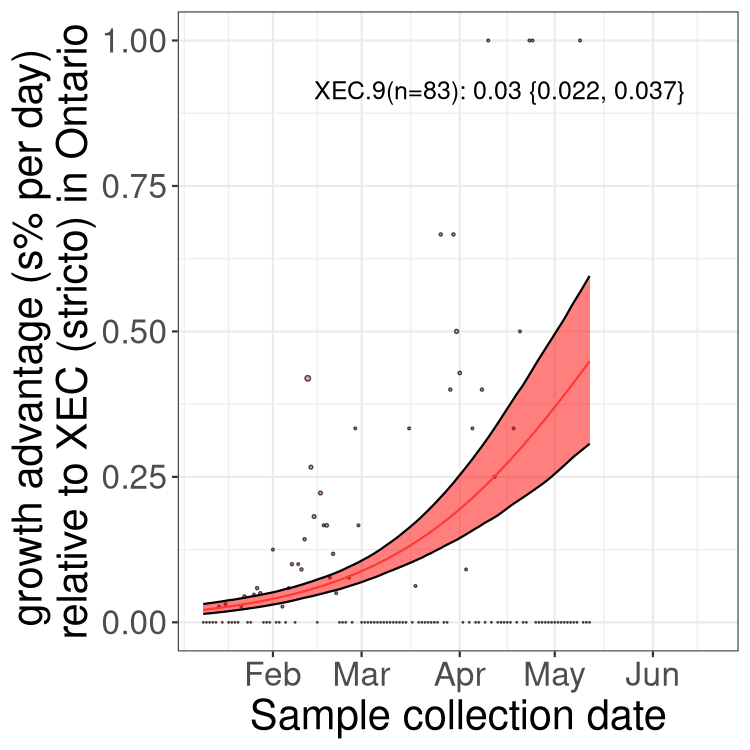 growth advantage (s% per day)
relative to XEC (stricto) in Ontario
1.00
0.75
0.50
0.25
0.00
XEC.9(n=83): 0.03 {0.022, 0.037}
Feb Mar Apr May Jun
Sample collection date